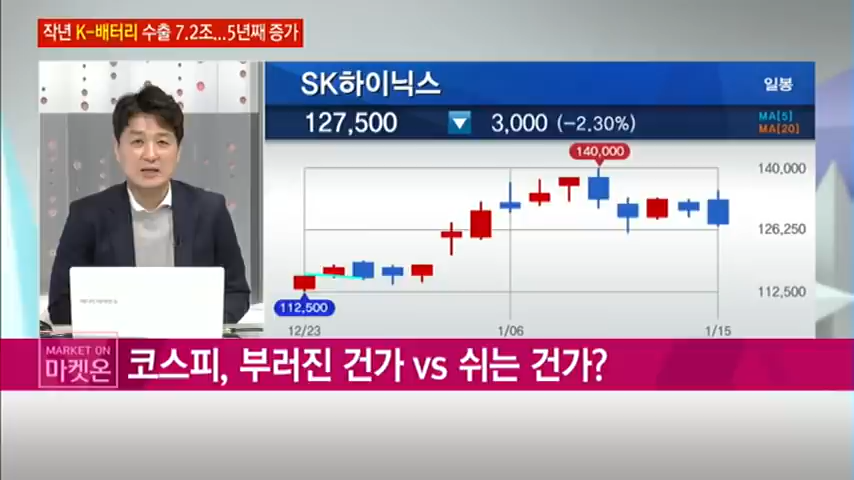 작년 K-배터리 수출 7.2조...5년째 증가
SK하이닉스
일봉
127,500 ▼ 3,000 (-2.30%)
MA[5]
MA[20]
140,000
140,000
126,250
112,500
112,500
12/23
1/06
1/15
MARKET ON
마켓온
코스피, 부러진 건가 vs 쉬는 건가?